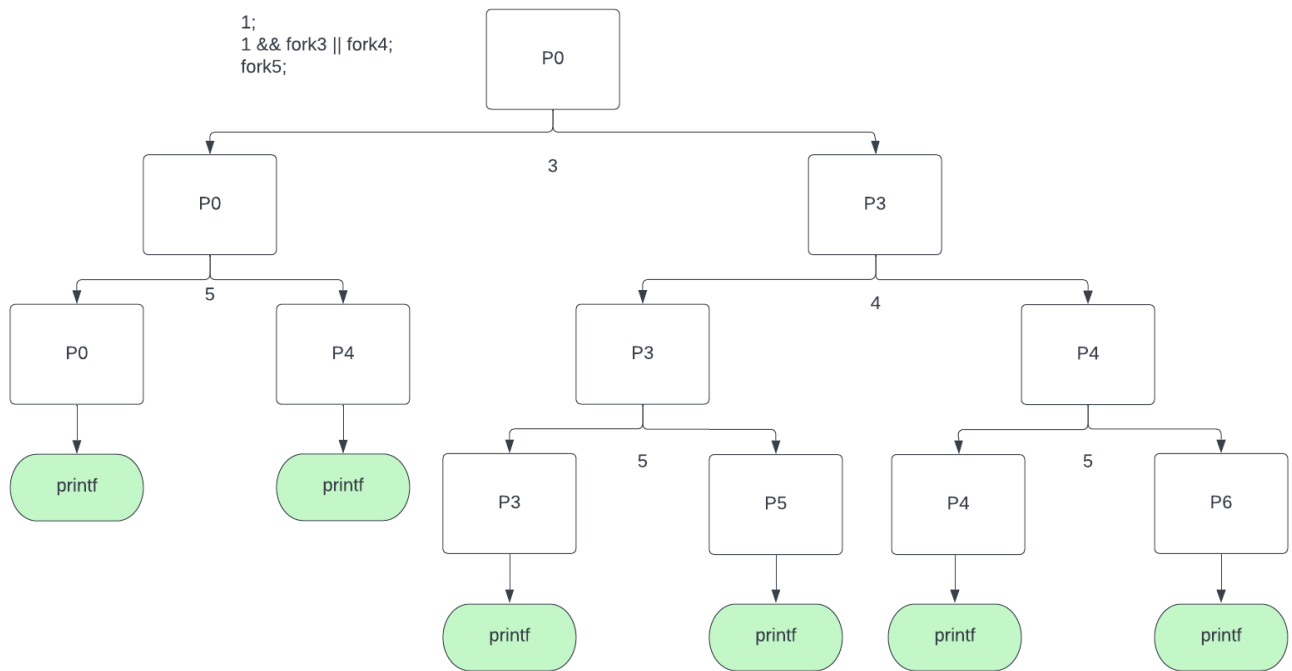 1;
1 && fork3 || fork4;
fork5;
P0
3
P0
P3
5
4
P0
P4
P3
P4
printf
printf
5
5
P3
P5
P4
P6
printf
printf
printf
printf